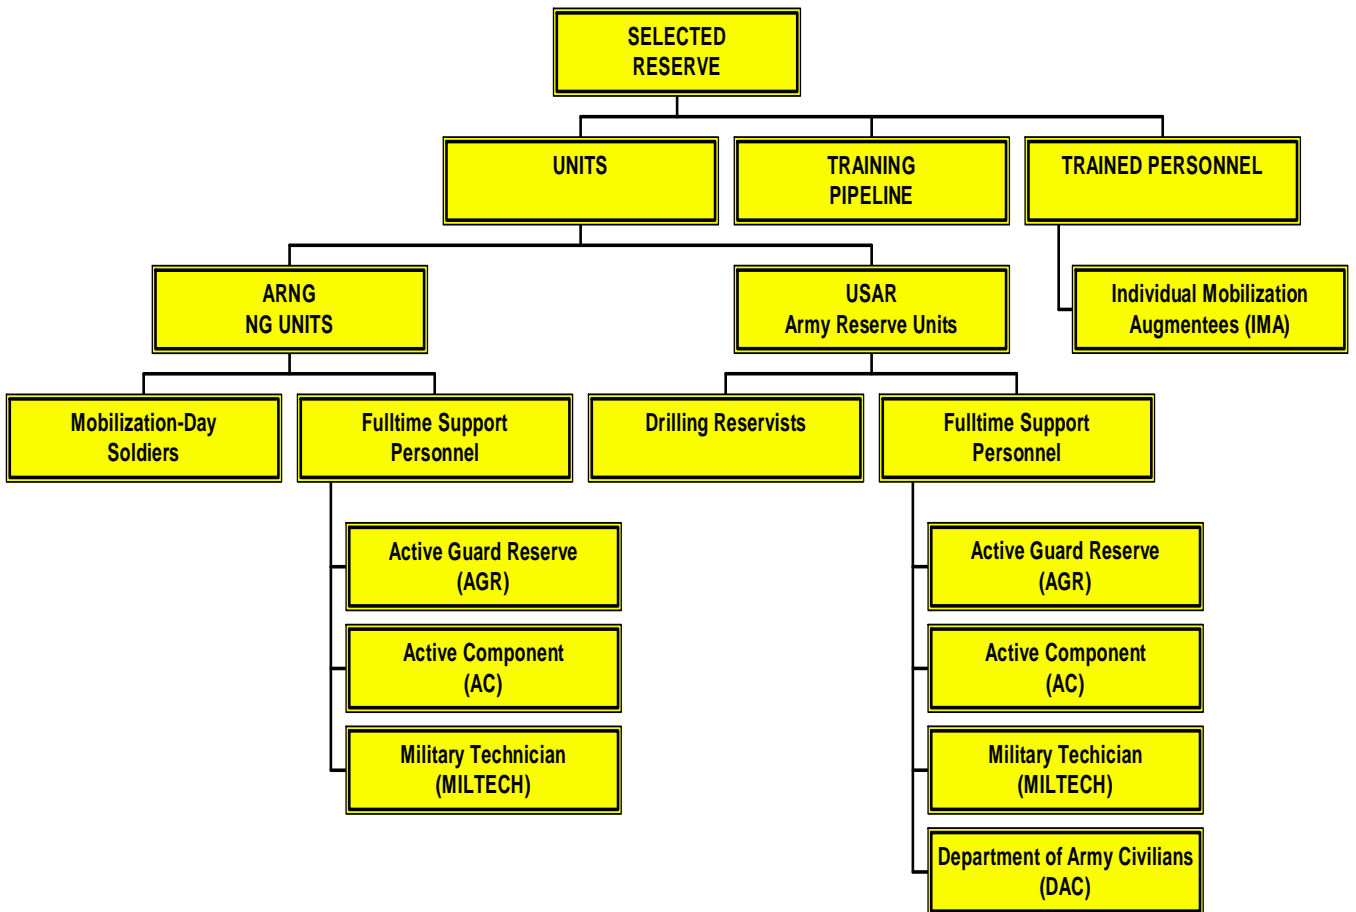 SELECTED
RESERVE
UNITS
TRAINING
PIPELINE
TRAINED PERSONNEL
ARNG
NG UNITS
USAR
Army Reserve Units
Individual Mobilization
Augmentees (IMA)
Mobilization-Day
Soldiers
Fulltime Support
Personnel
Drilling Reservists
Fulltime Support
Personnel
Active Guard Reserve
(AGR)
Active Guard Reserve
(AGR)
Active Component
(AC)
Active Component
(AC)
Military Technician
(MILTECH)
Military Techician
(MILTECH)
Department of Army Civilians
(DAC)